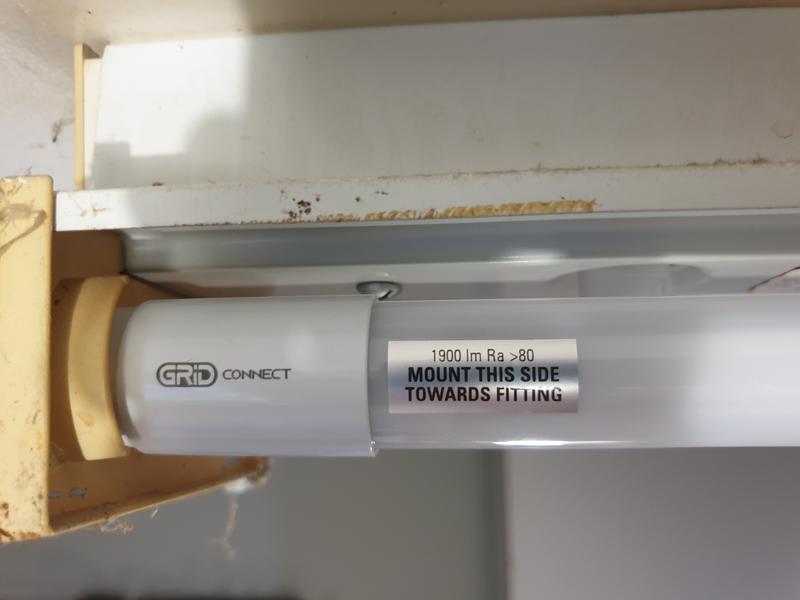 GRiD CONNECT
1900 lm Ra >80
MOUNT THIS SIDE
TOWARDS FITTING